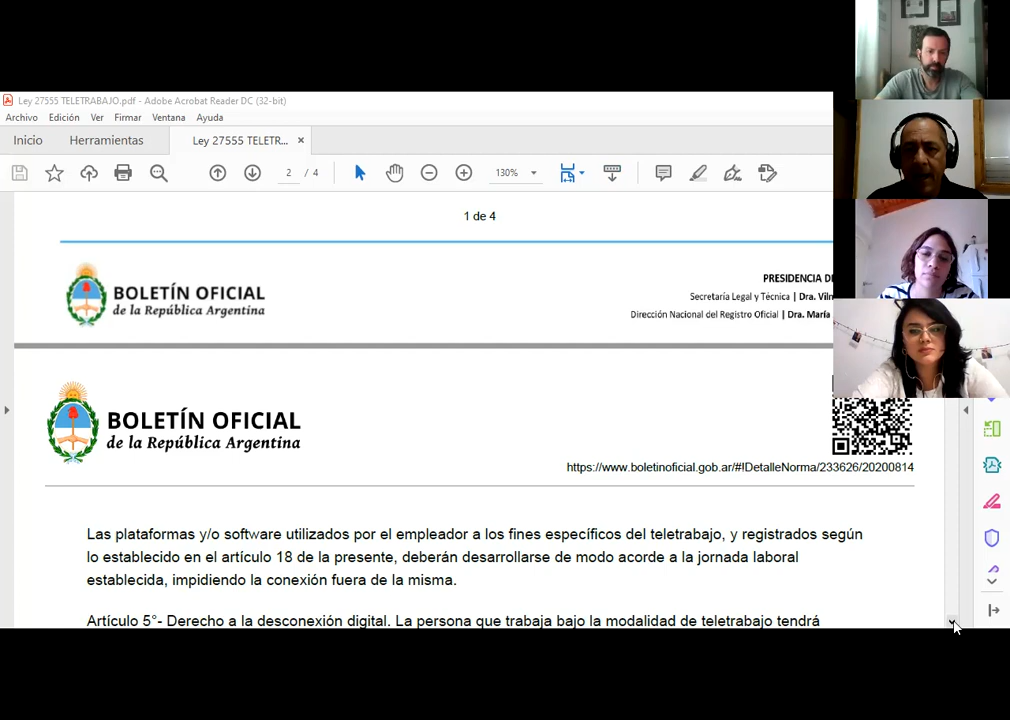 Ley 27555 TELETRABAJO.pdf - Adobe Acrobat Reader DC (32-bit)
Archivo Edición Ver Firmar Ventana Ayuda
Inicio Herramientas Ley 27555 TELETR... ×
2 / 4 130%
1 de 4
BOLETÍN OFICIAL
de la República Argentina
PRESIDENCIA
Secretaría Legal y Técnica | Dra.
Dirección Nacional del Registro Oficial | Dra. María
BOLETÍN OFICIAL
de la República Argentina
https://www.boletinoficial.gob.ar/#!DetalleNorma/233626/20200814
Las plataformas y/o software utilizados por el empleador a los fines específicos del teletrabajo, y registrados según
lo establecido en el artículo 18 de la presente, deberán desarrollarse de modo acorde a la jornada laboral
establecida, impidiendo la conexión fuera de la misma.
Artículo 5°- Derecho a la desconexión digital. La persona que trabaja bajo la modalidad de teletrabajo tendrá